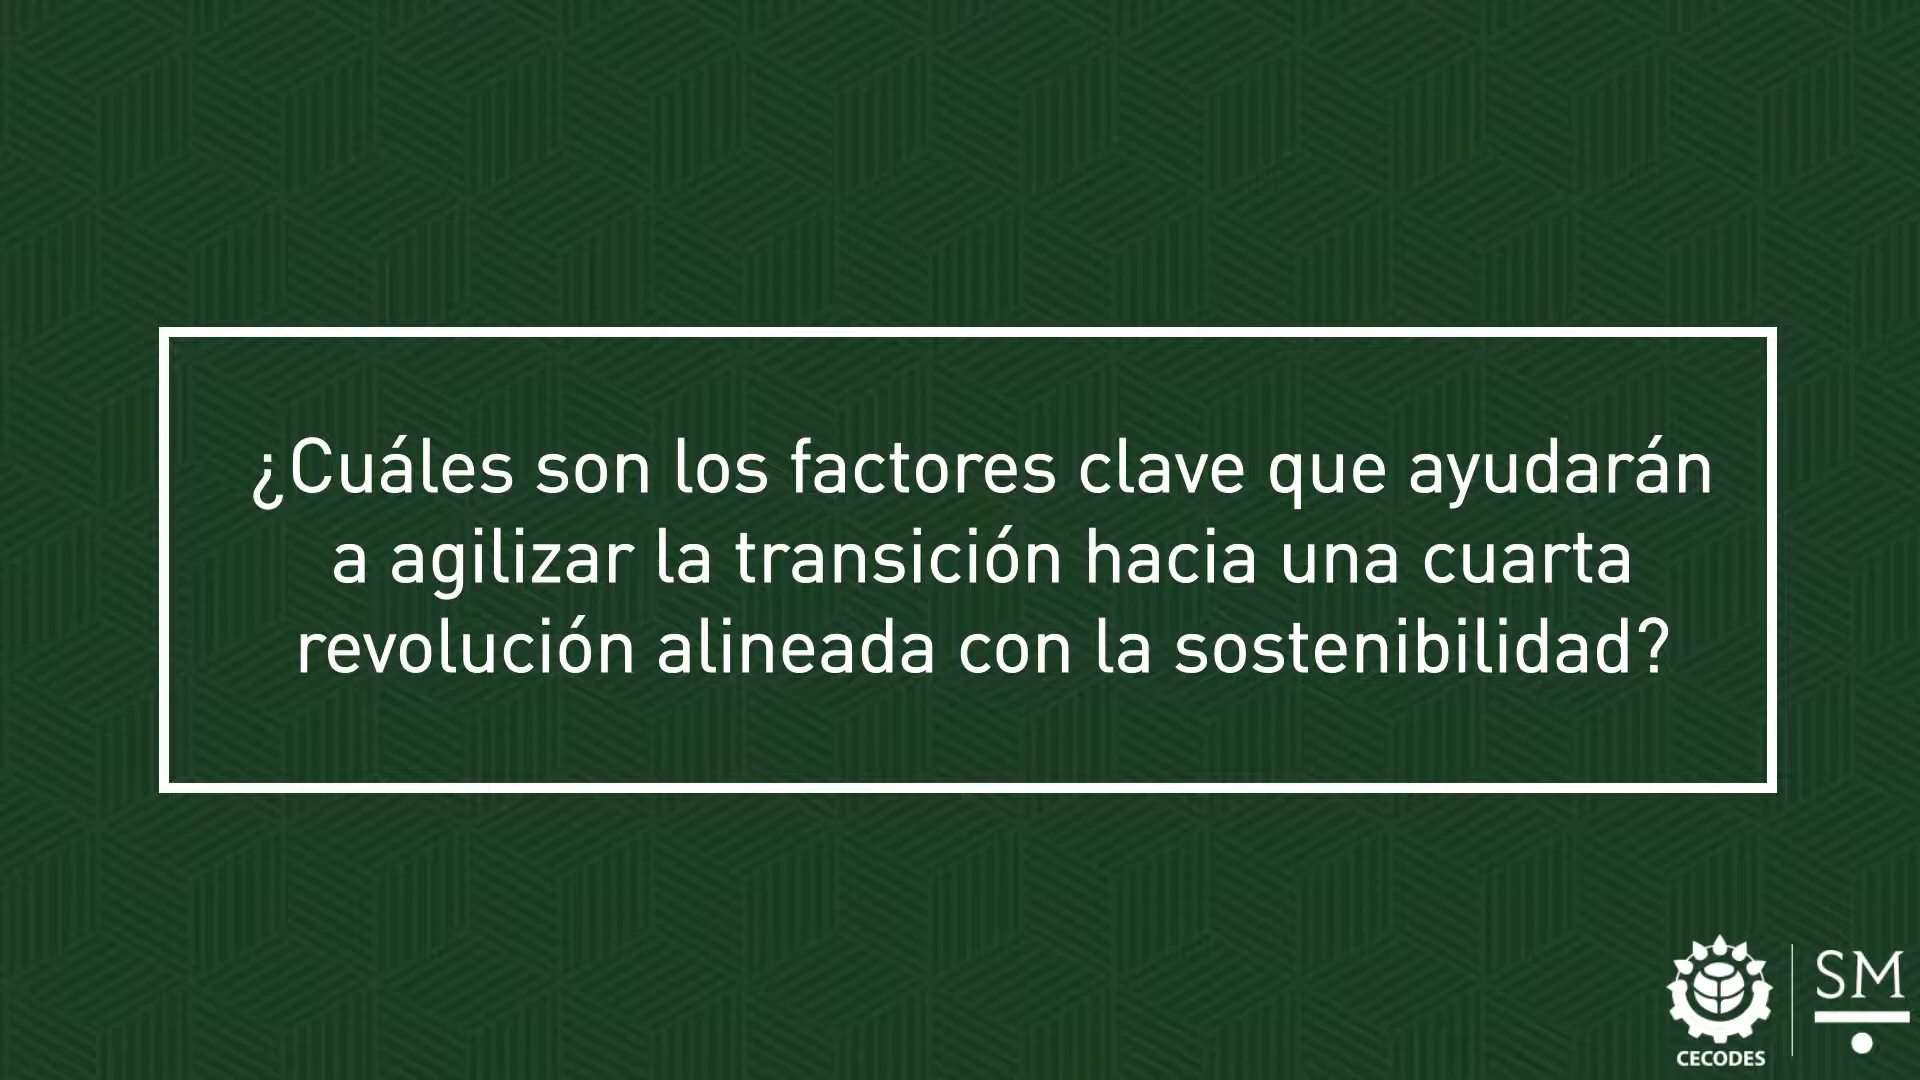 ¿Cuáles son los factores clave que ayudarán
a agilizar la transición hacia una cuarta
revolución alineada con la sostenibilidad?
CECODES
SM